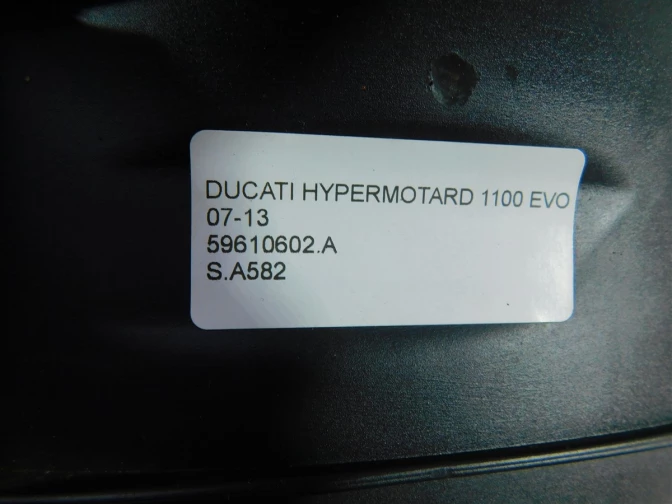 DUCATI HYPERMOTARD 1100 EVO
07-13
59610602.A
S.A582